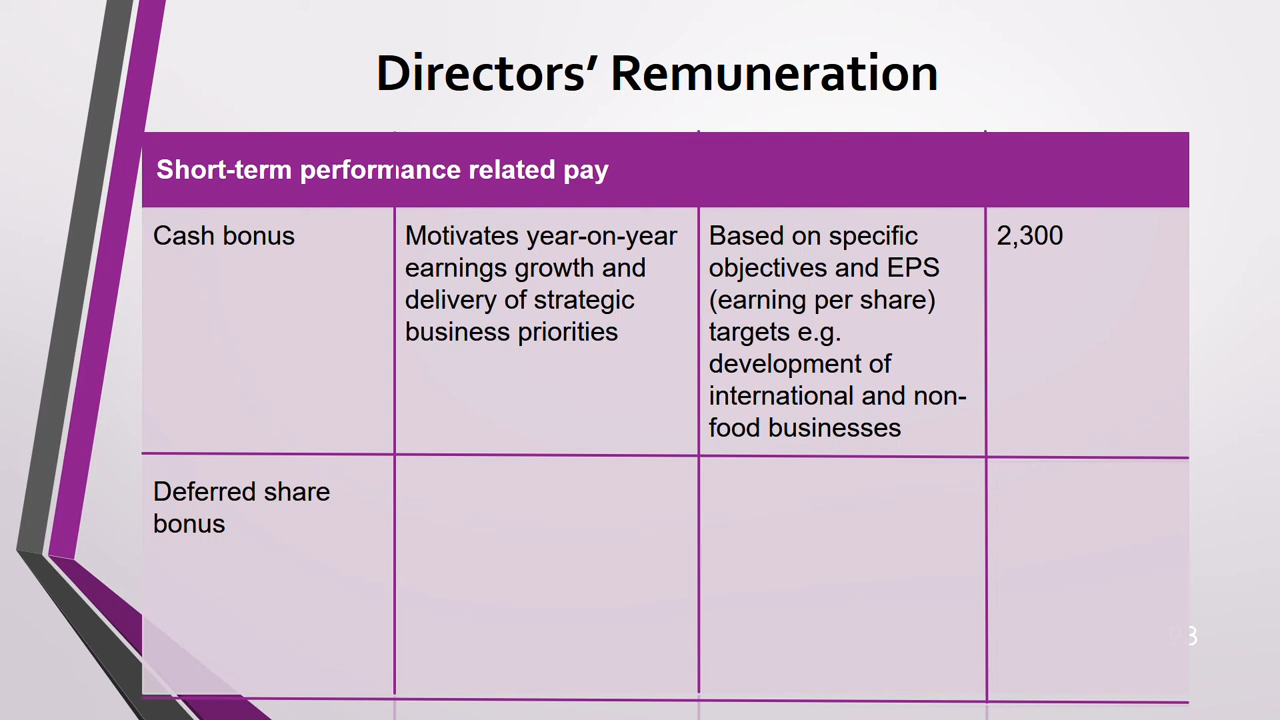 Directors’ Remuneration
Short-term performance related pay
Cash bonus
Motivates year-on-year
earnings growth and
delivery of strategic
business priorities
Based on specific
objectives and EPS
(earning per share)
targets e.g.
development of
international and non-
food businesses
2,300
Deferred share
bonus